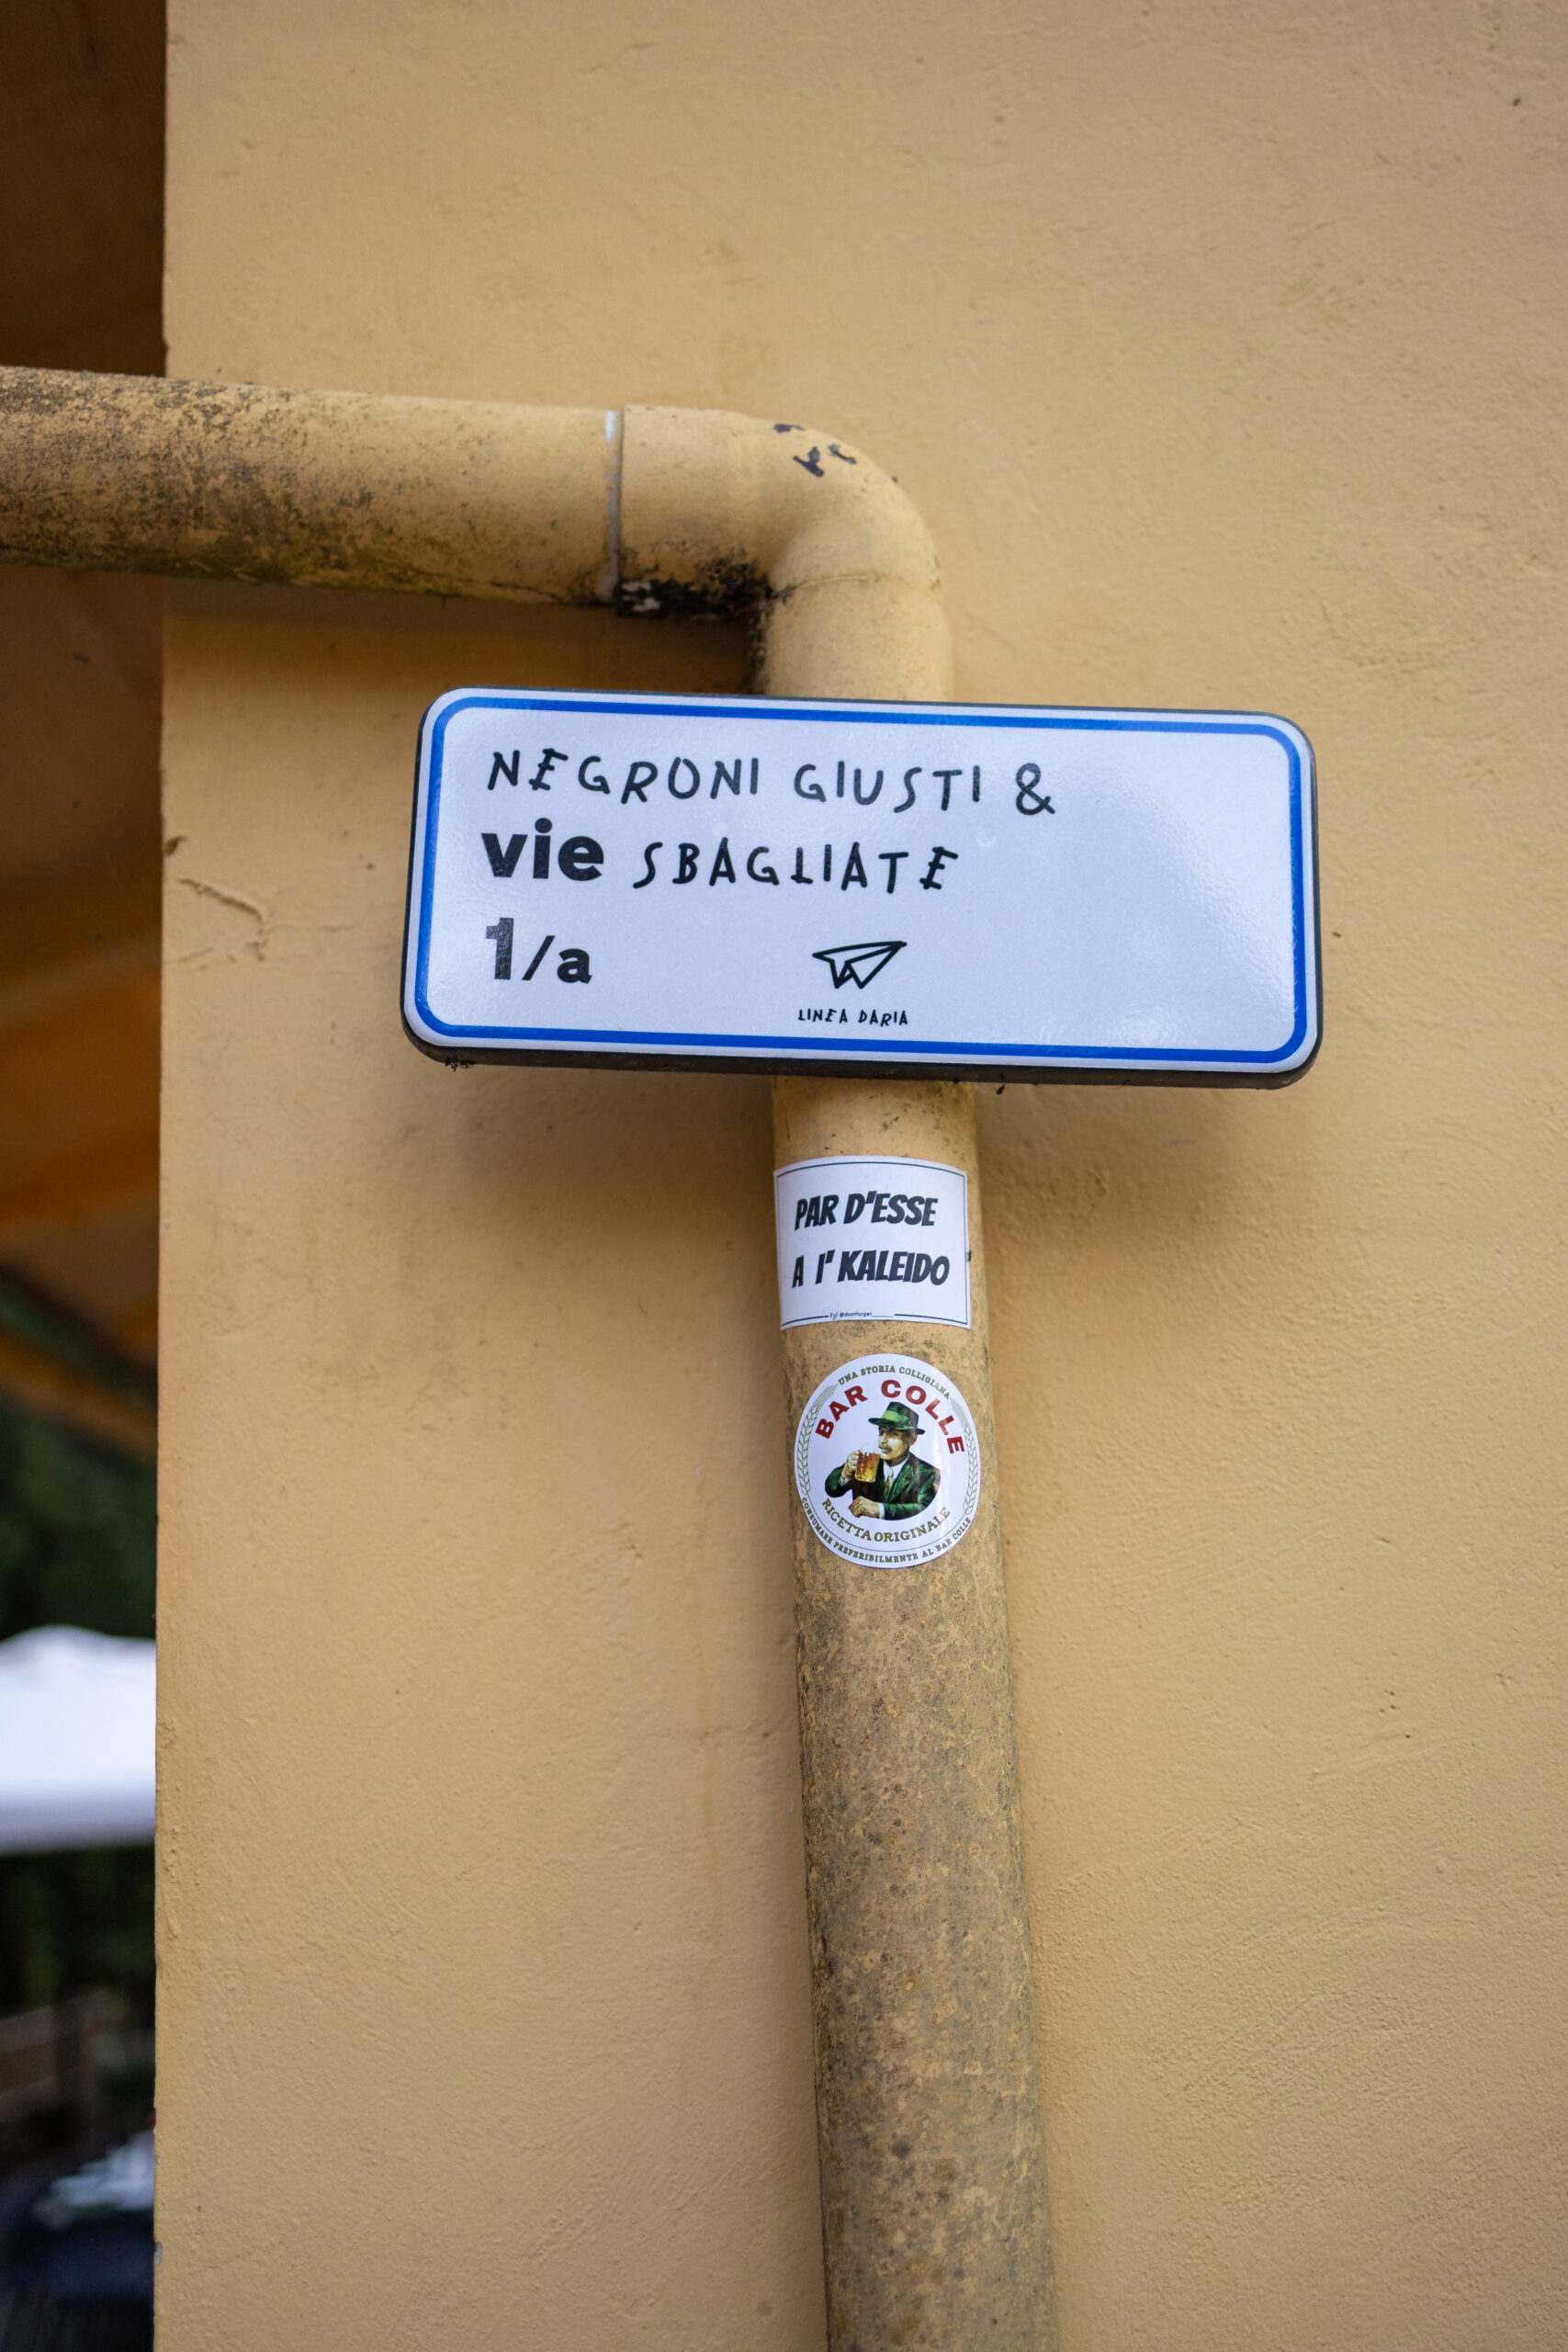 NEGRONI GIUSTI &
vie SBAGLIATE
1/a
LINEA DARIA
PAR D'ESSE
A I' KALEIDO
@dontforget
UNA STORIA COLLIGIANA
BAR COLLE
RICETTA ORIGINALE
CONSUMARE PREFERIBILMENTE AL BAR COLLE